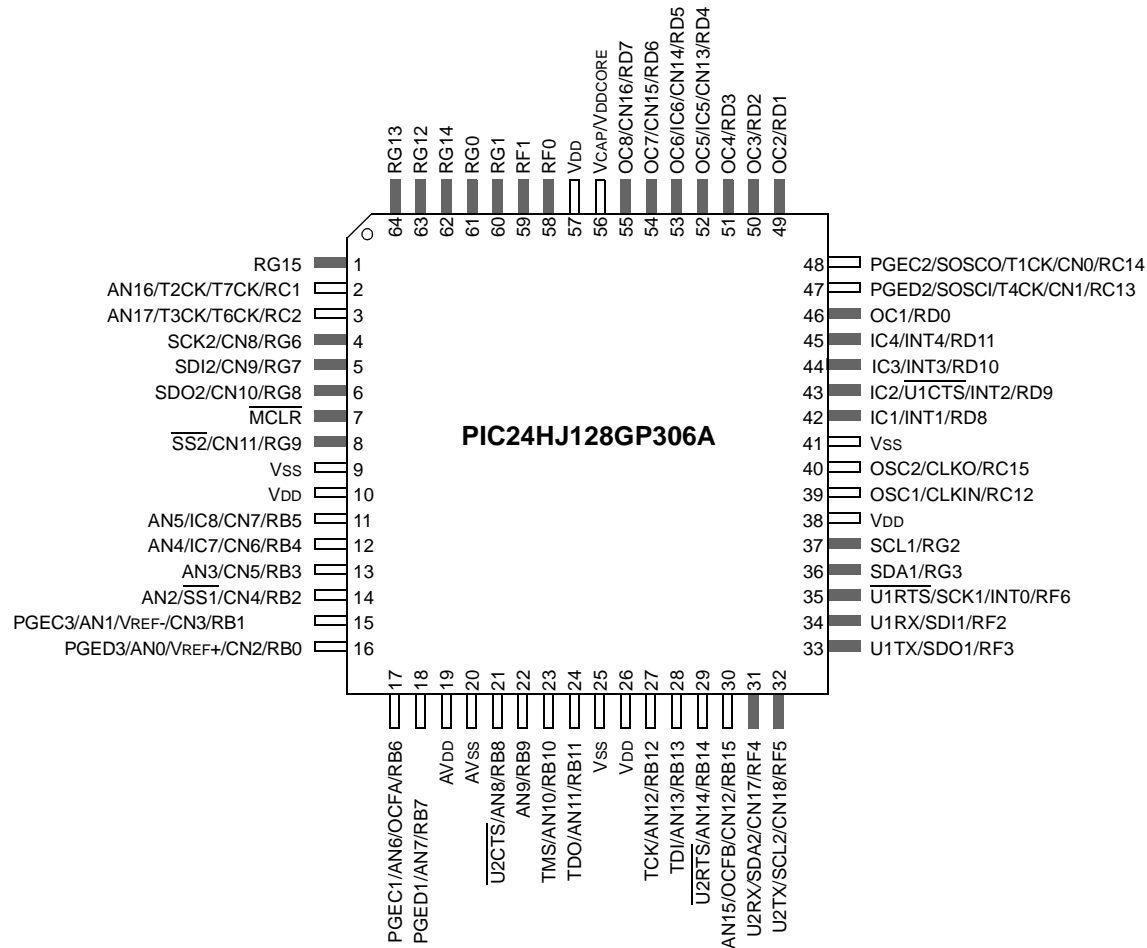 RG13
RG12
RG14
RG0
RG1
RF1
RF0
VDD
VCAP/VDDCORE
OC8/CN16/RD7
OC7/CN15/RD6
OC6/IC6/CN14/RD5
OC5/IC5/CN13/RD4
OC4/RD3
OC3/RD2
OC2/RD1
64
63
62
61
60
59
58
57
56
55
54
53
52
51
50
49
RG15 1
AN16/T2CK/T7CK/RC1 2
AN17/T3CK/T6CK/RC2 3
SCK2/CN8/RG6 4
SDI2/CN9/RG7 5
SDO2/CN10/RG8 6
MCLR 7
SS2/CN11/RG9 8
VSS 9
VDD 10
AN5/IC8/CN7/RB5 11
AN4/IC7/CN6/RB4 12
AN3/CN5/RB3 13
AN2/SS1/CN4/RB2 14
PGEC3/AN1/VREF-/CN3/RB1 15
PGED3/AN0/VREF+/CN2/RB0 16
PIC24HJ128GP306A
48 PGEC2/SOSCO/T1CK/CN0/RC14
47 PGED2/SOSCI/T4CK/CN1/RC13
46 OC1/RD0
45 IC4/INT4/RD11
44 IC3/INT3/RD10
43 IC2/U1CTS/INT2/RD9
42 IC1/INT1/RD8
41 VSS
40 OSC2/CLKO/RC15
39 OSC1/CLKIN/RC12
38 VDD
37 SCL1/RG2
36 SDA1/RG3
35 U1RTS/SCK1/INT0/RF6
34 U1RX/SDI1/RF2
33 U1TX/SDO1/RF3
17
18
19
20
21
22
23
24
25
26
27
28
29
30
31
32
PGEC1/AN6/OCFA/RB6
PGED1/AN7/RB7
AVDD
AVSS
U2CTS/AN8/RB8
AN9/RB9
TMS/AN10/RB10
TDO/AN11/RB11
VSS
VDD
TCK/AN12/RB12
TDI/AN13/RB13
U2RTS/AN14/RB14
AN15/OCFB/CN12/RB15
U2RX/SDA2/CN17/RF4
U2TX/SCL2/CN18/RF5